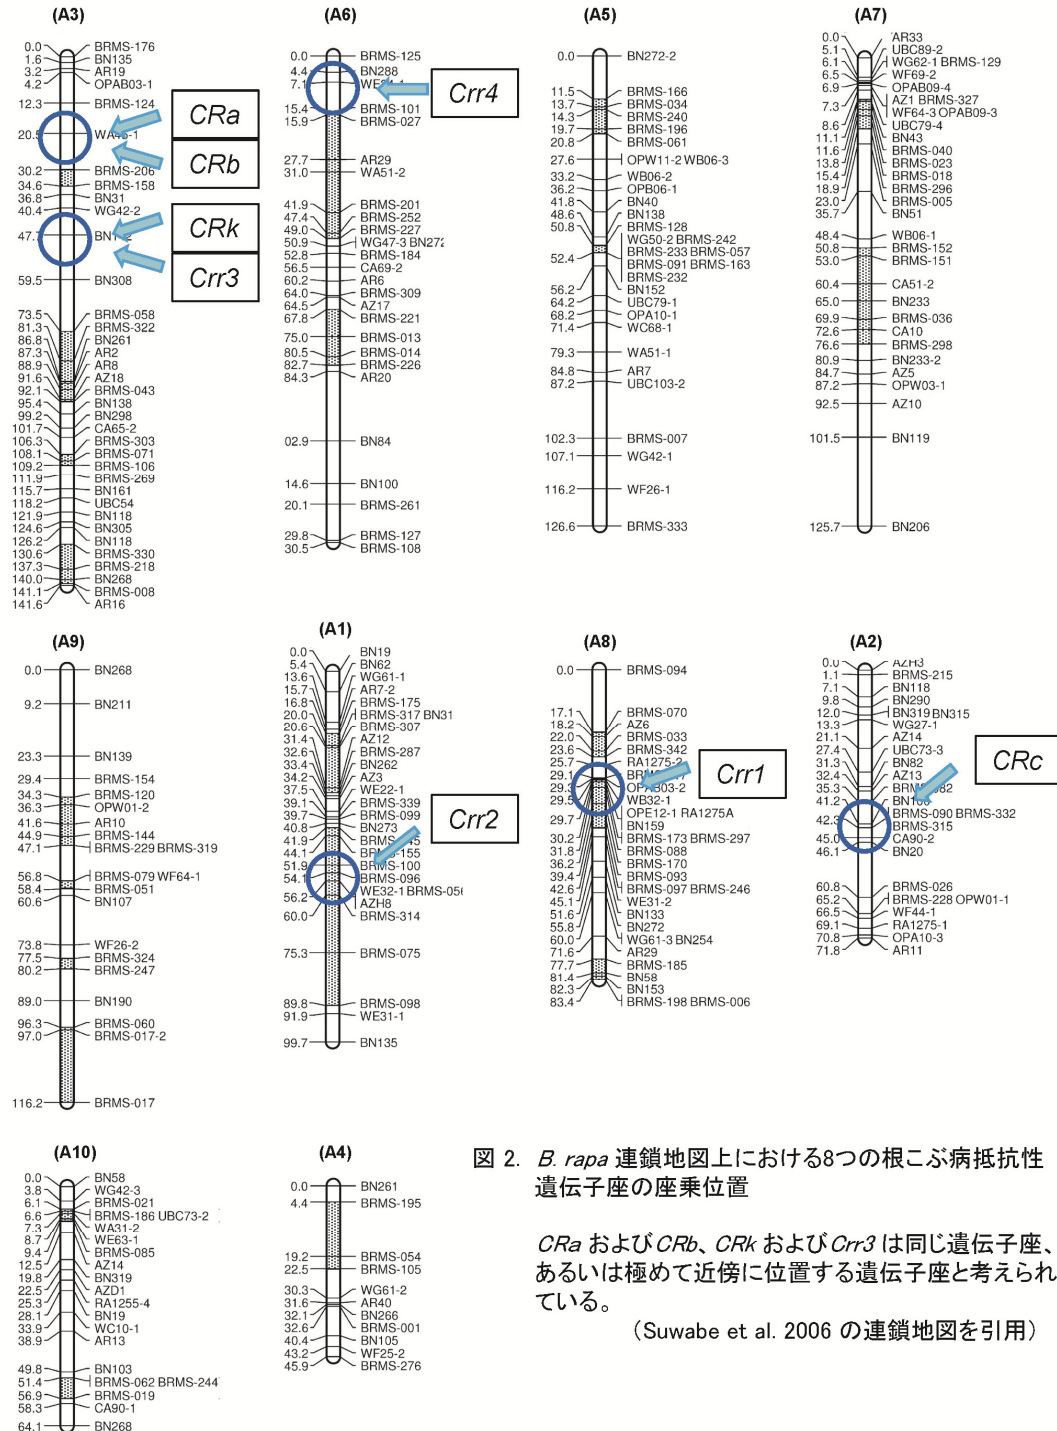 (A3)
0.0 BRMS-176
1.6 BN135
3.2 AR19
4.2 OPAB03-1
12.3 BRMS-124
20.5
30.2 BRMS-206
34.6 BRMS-158
36.8 BN31
40.4 WG42-2
47.7
59.5 BN308
73.5 BRMS-058
81.3 BRMS-322
86.8 BN261
87.3 AR2
88.9 AR8
91.6 AZ18
92.1 BRMS-043
95.4 BN138
99.2 BN298
101.7 CA65-2
106.3 BRMS-303
108.1 BRMS-071
109.2 BRMS-106
111.9 BRMS-269
115.7 BN161
118.2 UBC54
121.9 BN118
124.6 BN305
126.2 BN118
130.6 BRMS-330
137.3 BRMS-218
140.0 BN268
141.1 BRMS-008
141.6 AR16
CRa
CRb
CRk
Crr3
(A6)
0.0 BRMS-125
4.4 BN288
7.1
15.4 BRMS-101
15.9 BRMS-027
27.7 AR29
31.0 WA51-2
41.9 BRMS-201
47.4 BRMS-252
49.0 BRMS-227
50.9 WG47-3 BN272
52.8 BRMS-184
56.5 CA69-2
60.2 AR6
64.0 BRMS-309
64.5 AZ17
67.8 BRMS-221
75.0 BRMS-013
80.5 BRMS-014
82.7 BRMS-226
84.3 AR20
02.9 BN84
14.6 BN100
20.1 BRMS-261
29.8 BRMS-127
30.5 BRMS-108
Crr4
(A5)
0.0 BN272-2
11.5 BRMS-166
13.7 BRMS-034
14.3 BRMS-240
19.7 BRMS-196
20.8 BRMS-061
27.6 OPW11-2 WB06-3
33.2 WB06-2
36.2 OPB06-1
41.8 BN40
48.6 BN138
50.8 BRMS-128
WG50-2 BRMS-242
52.4 BRMS-233 BRMS-057
BRMS-091 BRMS-163
BRMS-232
56.2 BN152
64.2 UBC79-1
68.2 OPA10-1
71.4 WC68-1
79.3 WA51-1
84.8 AR7
87.2 UBC103-2
102.3 BRMS-007
107.1 WG42-1
116.2 WF26-1
126.6 BRMS-333
(A7)
0.0 AR33
5.1 UBC89-2
6.1 WG62-1 BRMS-129
6.5 WF69-2
6.9 OPAB09-4
7.3 AZ1 BRMS-327
WF64-3 OPAB09-3
8.6 UBC79-4
11.1 BN43
11.6 BRMS-040
13.8 BRMS-023
15.4 BRMS-018
18.9 BRMS-296
23.0 BRMS-005
35.7 BN51
48.4 WB06-1
50.8 BRMS-152
53.0 BRMS-151
60.4 CA51-2
65.0 BN233
69.9 BRMS-036
72.6 CA10
76.6 BRMS-298
80.9 BN233-2
84.7 AZ5
87.2 OPW03-1
92.5 AZ10
101.5 BN119
125.7 BN206
(A9)
0.0 BN268
9.2 BN211
23.3 BN139
29.4 BRMS-154
34.3 BRMS-120
36.3 OPW01-2
41.6 AR10
44.9 BRMS-144
47.1 BRMS-229 BRMS-319
56.8 BRMS-079 WF64-1
58.4 BRMS-051
60.6 BN107
73.8 WF26-2
77.5 BRMS-324
80.2 BRMS-247
89.0 BN190
96.3 BRMS-060
97.0 BRMS-017-2
116.2 BRMS-017
(A1)
0.0 BN19
5.4 BN62
13.6 WG61-1
15.7 AR7-2
16.8 BRMS-175
20.0 BRMS-317 BN31
20.6 BRMS-307
31.4 AZ12
32.6 BRMS-287
33.4 BN262
34.2 AZ3
37.5 WE22-1
39.1 BRMS-339
39.7 BRMS-099
40.8 BN273
41.9
44.1
51.9 BRMS-100
54.1 BRMS-096
56.2 WE32-1 BRMS-056
AZH8
60.0 BRMS-314
75.3 BRMS-075
89.8 BRMS-098
91.9 WE31-1
99.7 BN135
Crr2
(A8)
0.0 BRMS-094
17.1 BRMS-070
18.2 AZ6
22.0 BRMS-033
23.6 BRMS-342
25.7 RA1275-2
29.1
29.3 OPAB03-2
29.5 WB32-1
29.7 OPE12-1 RA1275A
BN159
30.2 BRMS-173 BRMS-297
31.8 BRMS-088
36.2 BRMS-170
39.4 BRMS-093
42.6 BRMS-097 BRMS-246
45.1 WE31-2
51.6 BN133
55.8 BN272
60.0 WG61-3 BN254
71.6 AR29
77.7 BRMS-185
81.4 BN58
82.3 BN153
83.4 BRMS-198 BRMS-006
Crr1
(A2)
0.0 AZH3
1.1 BRMS-215
7.1 BN118
9.8 BN290
12.0 BN319 BN315
13.3 WG27-1
21.1 AZ14
27.4 UBC73-3
31.3 BN82
32.4 AZ13
35.3
41.2
42.3 BRMS-090 BRMS-332
BRMS-315
45.0 CA90-2
46.1 BN20
60.8 BRMS-026
65.2 BRMS-228 OPW01-1
66.5 WF44-1
69.1 RA1275-1
70.8 OPA10-3
71.8 AR11
CRc
(A10)
0.0 BN58
3.8 WG42-3
6.1 BRMS-021
6.6 BRMS-186 UBC73-2
7.3 WA31-2
8.7 WE63-1
9.4 BRMS-085
12.5 AZ14
19.8 BN319
22.5 AZD1
25.3 RA1255-4
28.1 BN19
33.9 WC10-1
38.9 AR13
49.8 BN103
51.4 BRMS-062 BRMS-244
56.9 BRMS-019
58.3 CA90-1
64.1 BN268
(A4)
0.0 BN261
4.4 BRMS-195
19.2 BRMS-054
22.5 BRMS-105
30.3 WG61-2
31.6 AR40
32.1 BN266
32.6 BRMS-001
40.4 BN105
43.2 WF25-2
45.9 BRMS-276
図 2. B. rapa 連鎖地図上における8つの根こぶ病抵抗性
遺伝子座の座乗位置
CRa およびCRb、CRk およびCrr3 は同じ遺伝子座、
あるいは極めて近傍に位置する遺伝子座と考えられ
ている。
（Suwabe et al. 2006 の連鎖地図を引用）